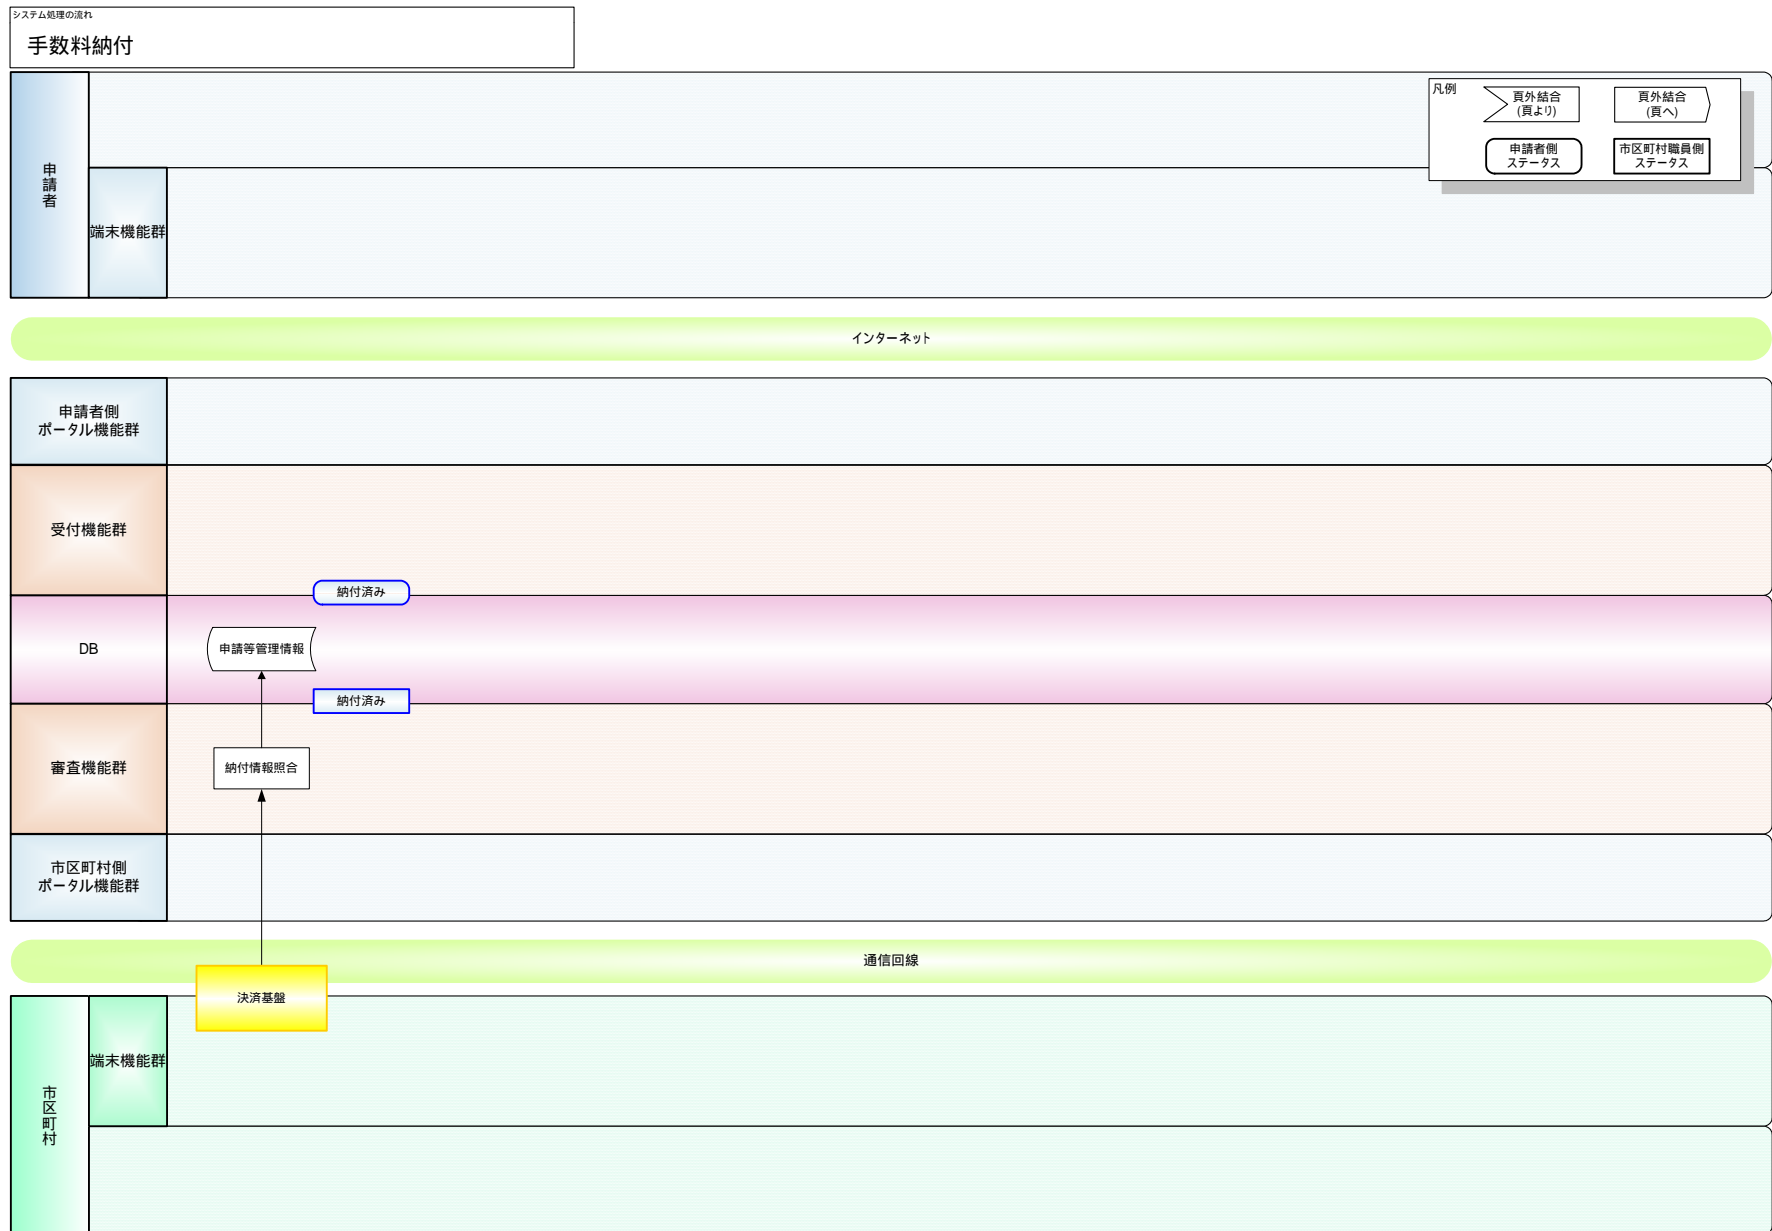 システム処理の流れ
手数料納付
凡例
頁外結合
(頁より)
頁外結合
(頁へ)
申請者側
ステータス
市区町村職員側
ステータス
申請者
端末機能群
インターネット
申請者側
ポータル機能群
受付機能群
納付済み
DB
申請等管理情報
納付済み
審査機能群
納付情報照合
市区町村側
ポータル機能群
通信回線
決済基盤
端末機能群
市区町村